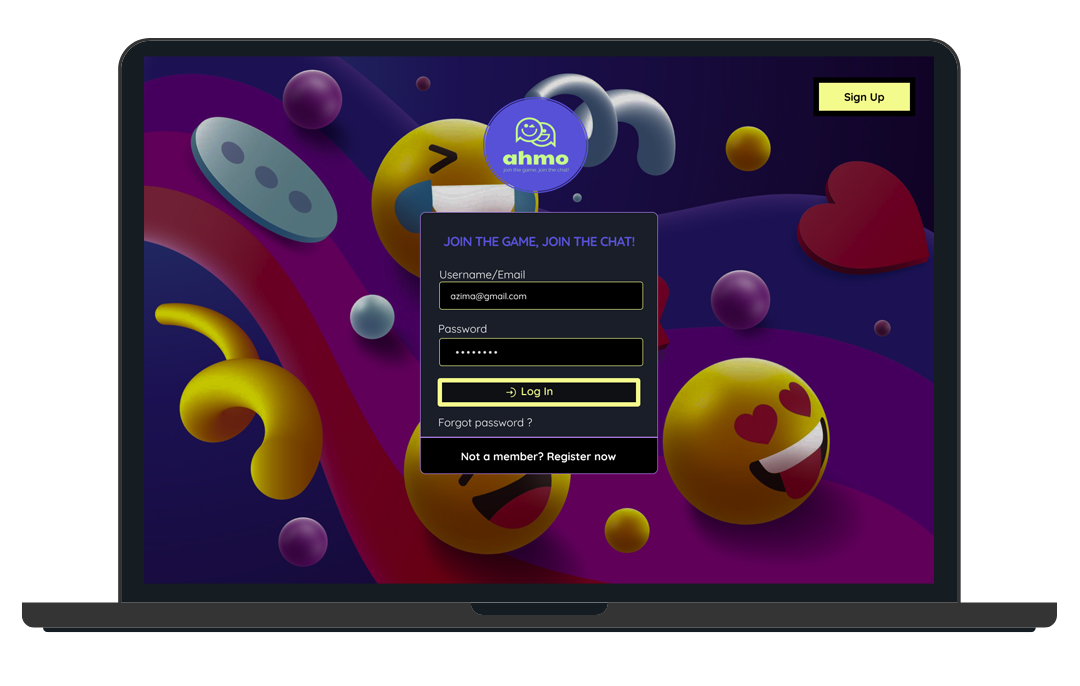 Sign Up
ahmo
join the game, join the chat!
JOIN THE GAME, JOIN THE CHAT!
Username/Email
azima@gmail.com
Password
Log In
Forgot password ?
Not a member? Register now